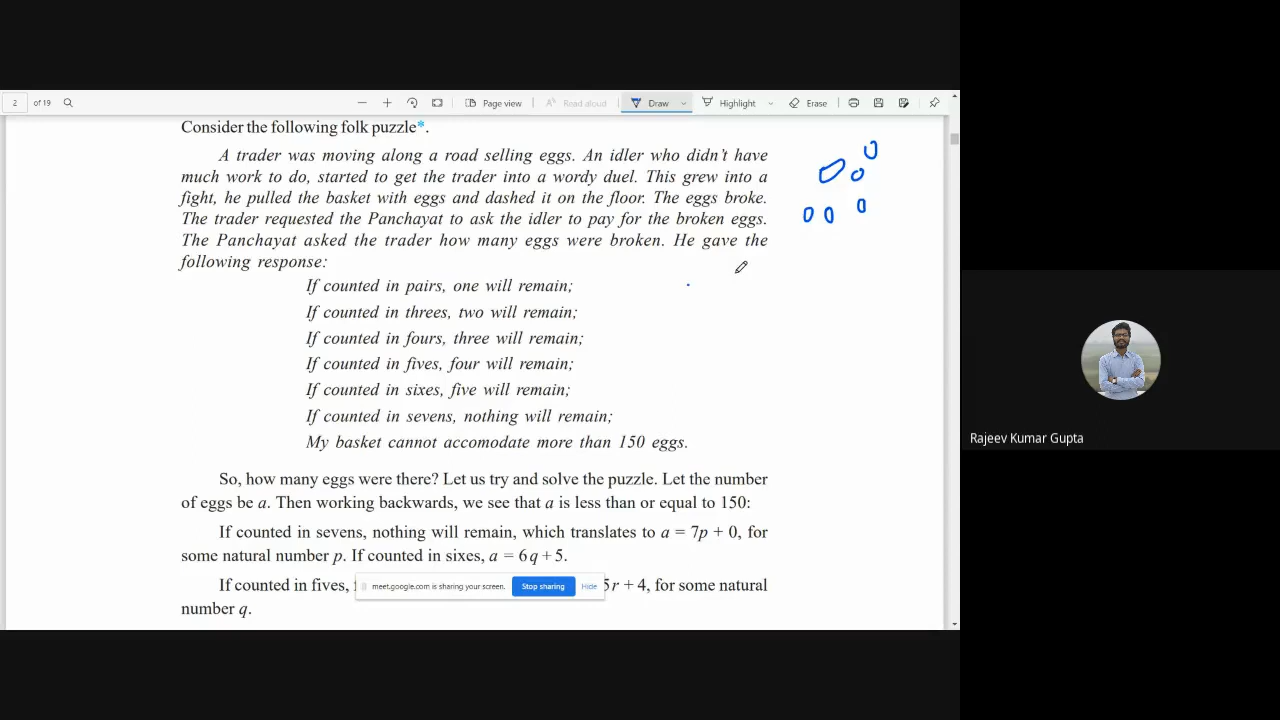 2 of 19 Page view Read aloud Draw Highlight Erase
Consider the following folk puzzle*.
A trader was moving along a road selling eggs. An idler who didn't have
much work to do, started to get the trader into a wordy duel. This grew into a
fight, he pulled the basket with eggs and dashed it on the floor. The eggs broke.
The trader requested the Panchayat to ask the idler to pay for the broken eggs.
The Panchayat asked the trader how many eggs were broken. He gave the
following response:
If counted in pairs, one will remain;
If counted in threes, two will remain;
If counted in fours, three will remain;
If counted in fives, four will remain;
If counted in sixes, five will remain;
If counted in sevens, nothing will remain;
My basket cannot accomodate more than 150 eggs.
Rajeev Kumar Gupta
So, how many eggs were there? Let us try and solve the puzzle. Let the number
of eggs be a. Then working backwards, we see that a is less than or equal to 150:
If counted in sevens, nothing will remain, which translates to a = 7p + 0, for
some natural number p. If counted in sixes, a = 6q + 5.
If counted in fives, 5r + 4, for some natural
meet.google.com is sharing your screen. Stop sharing Hide
number q.